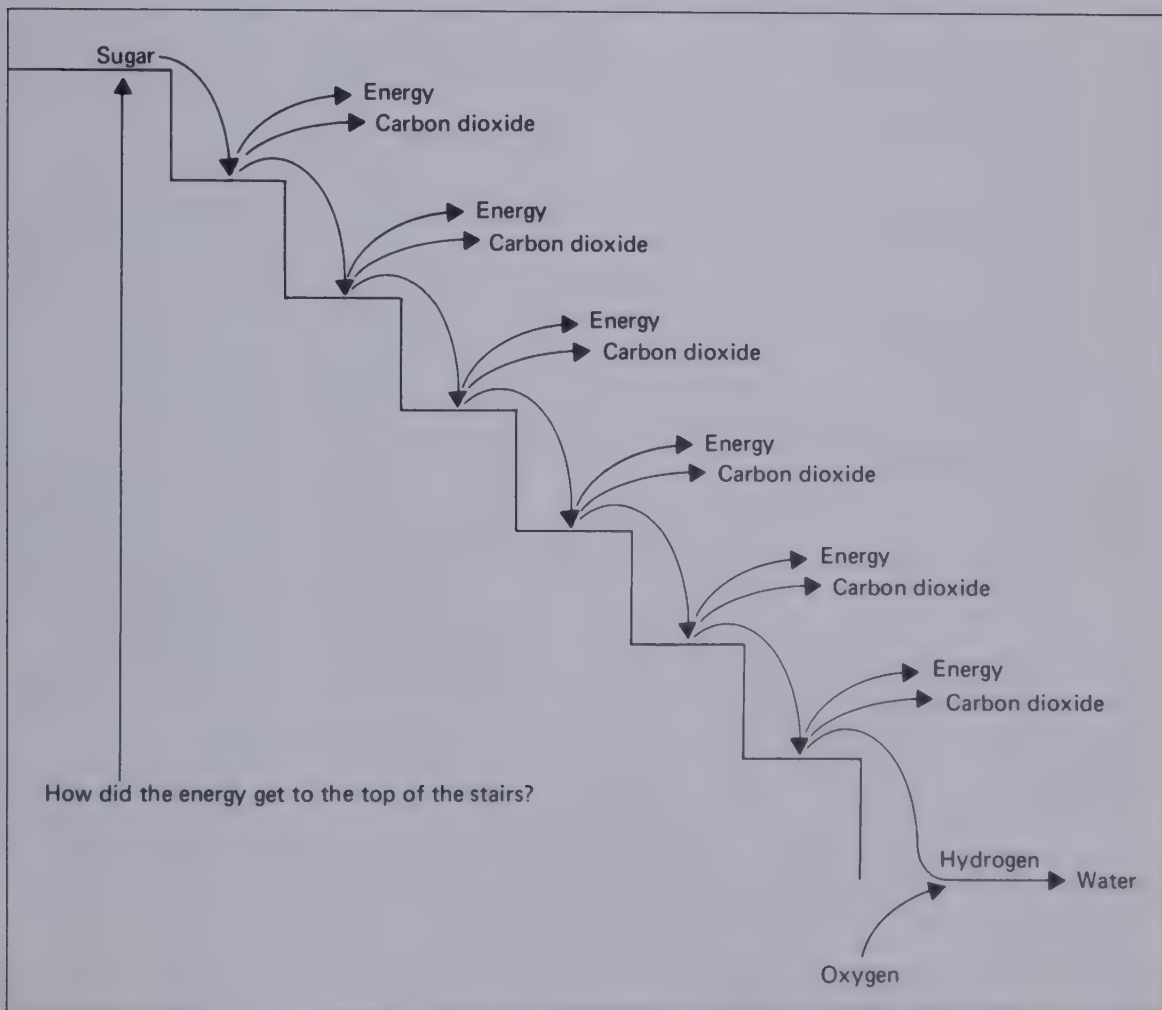 Sugar
Energy
Carbon dioxide
Energy
Carbon dioxide
Energy
Carbon dioxide
Energy
Carbon dioxide
Energy
Carbon dioxide
Energy
Carbon dioxide
How did the energy get to the top of the stairs?
Hydrogen
Water
Oxygen